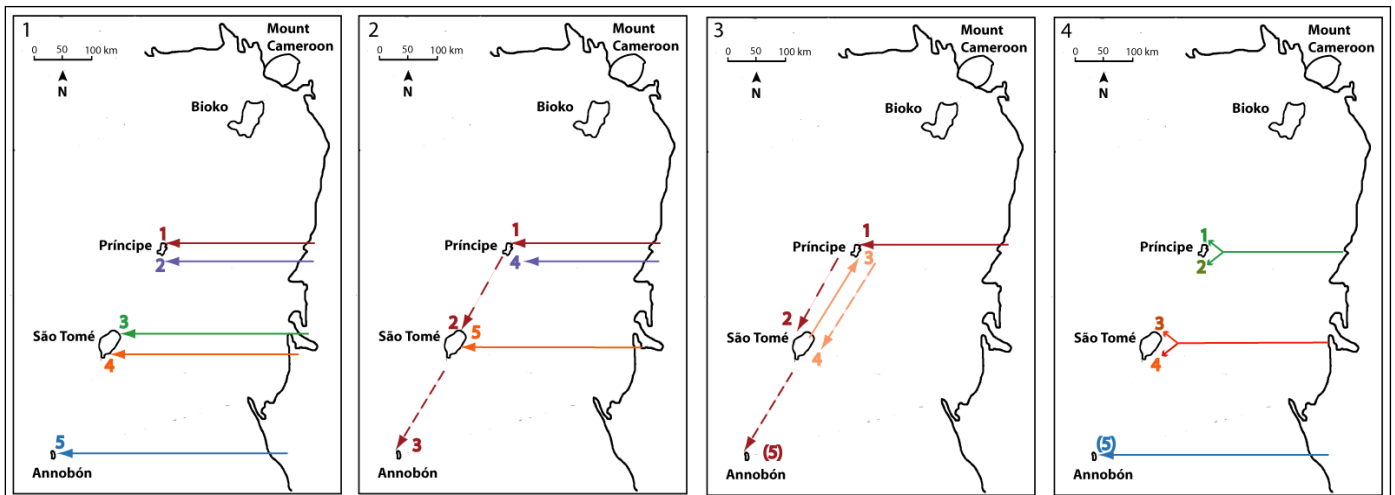 1
Mount
Cameroon
0 50 100 km
N
Bioko
1
Príncipe
2
São Tomé
3
4
5
Annobón
2
Mount
Cameroon
0 50 100 km
N
Bioko
1
Príncipe
4
2
São Tomé
5
3
Annobón
3
Mount
Cameroon
0 50 100 km
N
Bioko
1
Príncipe
3
2
São Tomé
4
(5)
Annobón
4
Mount
Cameroon
0 50 100 km
N
Bioko
1
Príncipe
2
3
São Tomé
4
(5)
Annobón